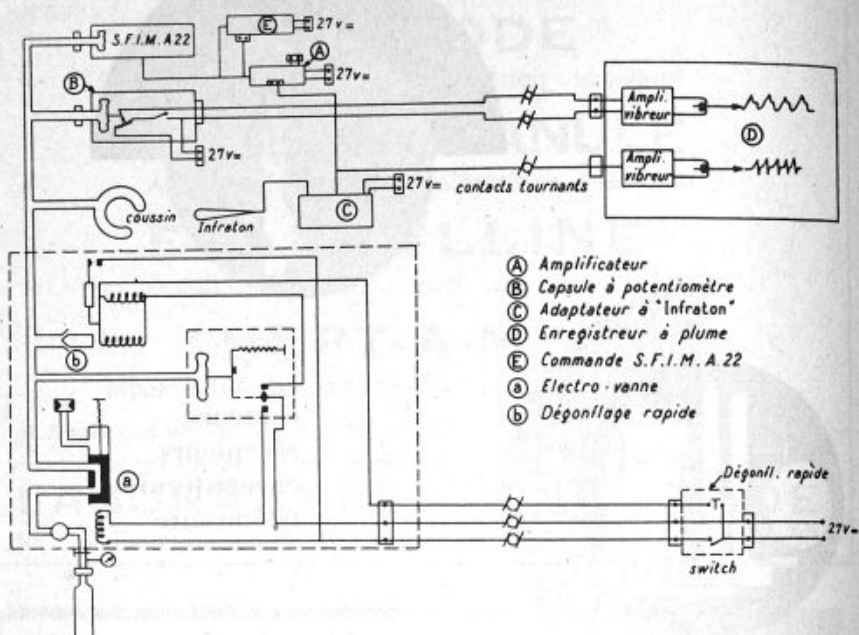 S.F.I.M. A 22
E
27v=
A
27v=
B
27v=
Ampli.
vibreur
D
Ampli.
vibreur
contacts tournants
27v=
coussin
Infraton
C
A Amplificateur
B Capsule à potentiomètre
C Adaptateur à "Infraton"
D Enregistreur à plume
E Commande S.F.I.M. A 22
a Electro-vanne
b Dégonflage rapide
b
a
Dégonfl. rapide
27v=
switch